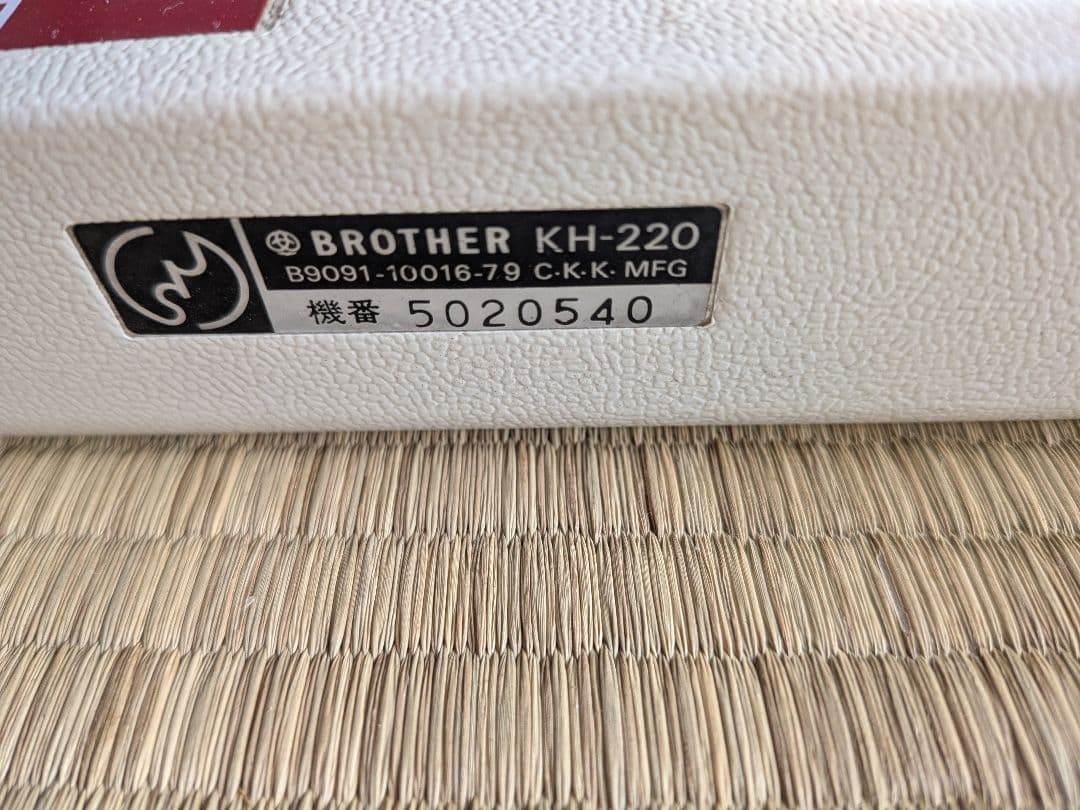 BROTHER KH-220
B9091-10016-79 C·K·K· MFG
機番 5020540